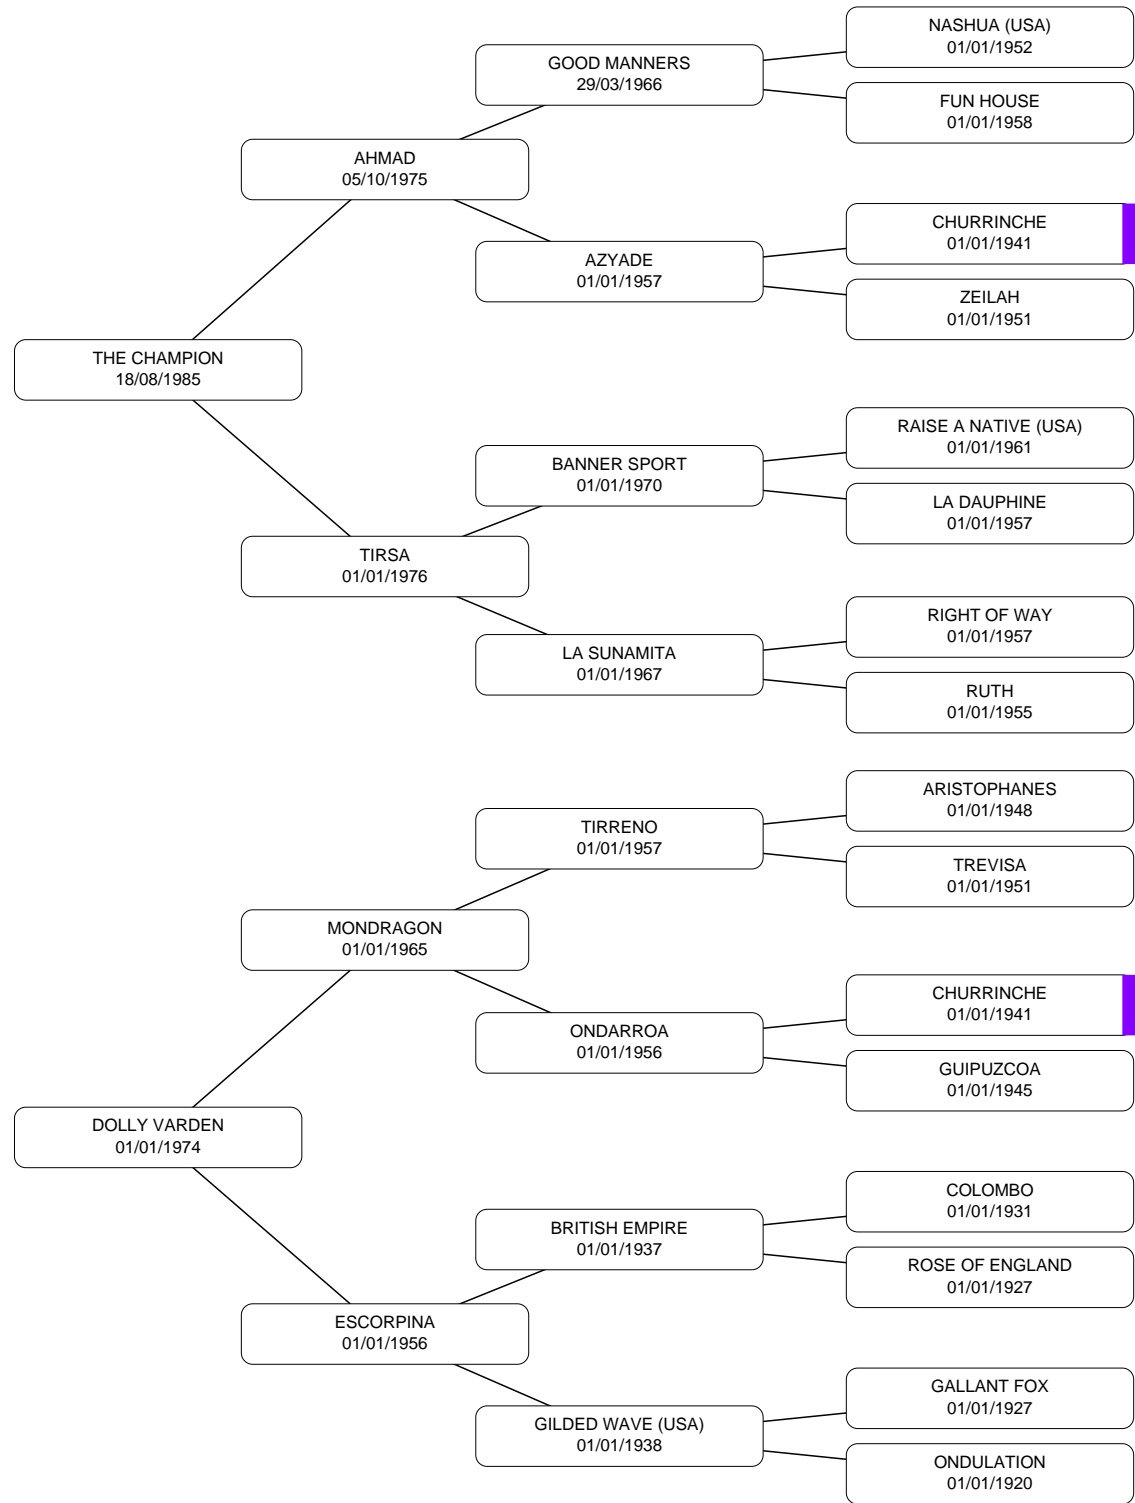 NASHUA (USA)
01/01/1952
GOOD MANNERS
29/03/1966
FUN HOUSE
01/01/1958
AHMAD
05/10/1975
CHURRINCHE
01/01/1941
AZYADE
01/01/1957
ZEILAH
01/01/1951
THE CHAMPION
18/08/1985
RAISE A NATIVE (USA)
01/01/1961
BANNER SPORT
01/01/1970
LA DAUPHINE
01/01/1957
TIRSA
01/01/1976
RIGHT OF WAY
01/01/1957
LA SUNAMITA
01/01/1967
RUTH
01/01/1955
ARISTOPHANES
01/01/1948
TIRRENO
01/01/1957
TREVISA
01/01/1951
MONDRAGON
01/01/1965
CHURRINCHE
01/01/1941
ONDARROA
01/01/1956
GUIPUZCOA
01/01/1945
DOLLY VARDEN
01/01/1974
COLOMBO
01/01/1931
BRITISH EMPIRE
01/01/1937
ROSE OF ENGLAND
01/01/1927
ESCORPINA
01/01/1956
GALLANT FOX
01/01/1927
GILDED WAVE (USA)
01/01/1938
ONDULATION
01/01/1920